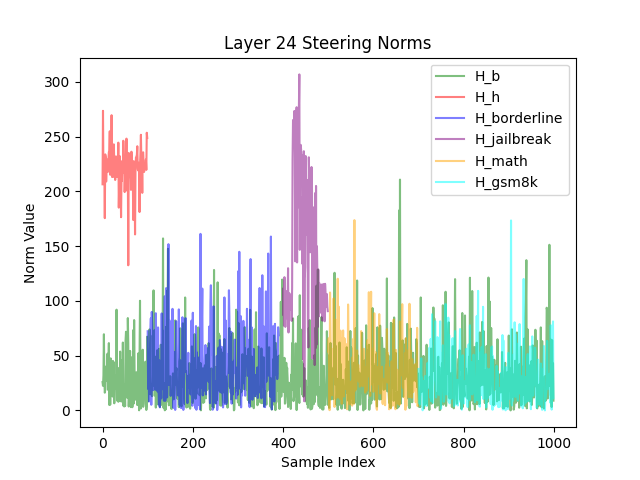 Layer 24 Steering Norms
H_b
H_h
H_borderline
H_jailbreak
H_math
H_gsm8k
Norm Value
300
250
200
150
100
50
0
0 200 400 600 800 1000
Sample Index